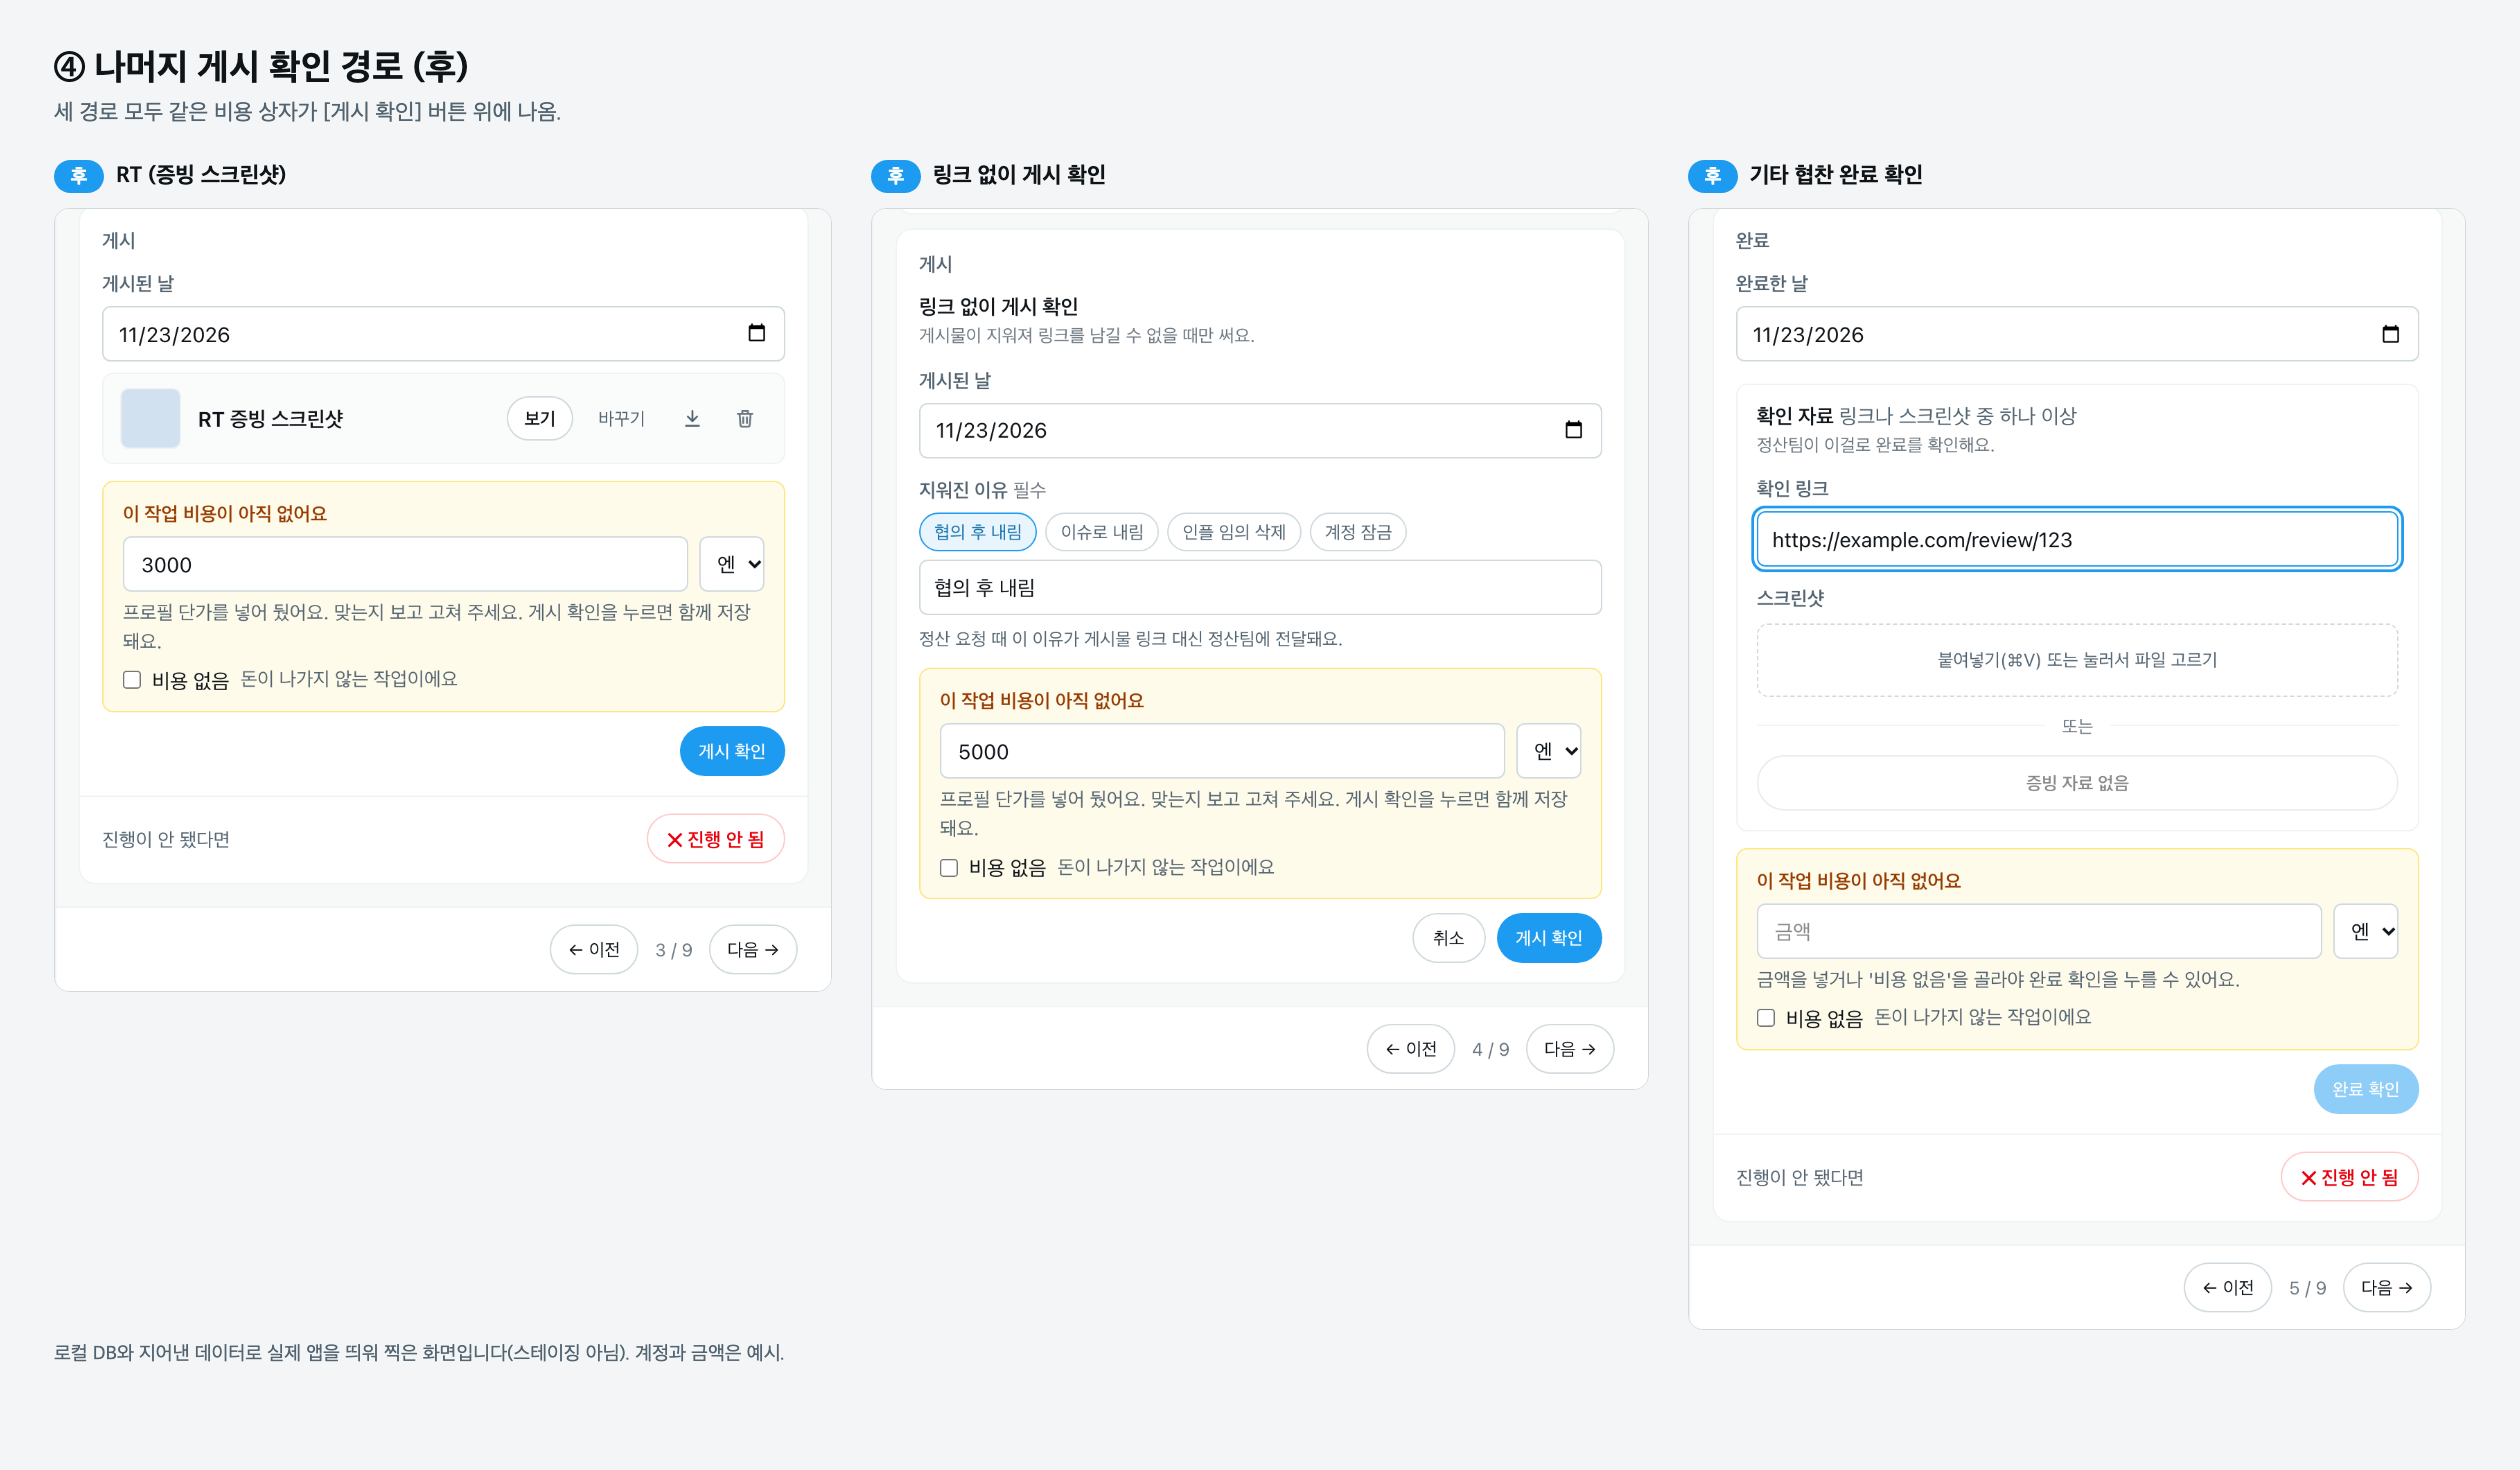 ④ 나머지 게시 확인 경로 (후)
세 경로 모두 같은 비용 상자가 [게시 확인] 버튼 위에 나옴.
후 RT (증빙 스크린샷)
게시
게시된 날
11/23/2026
RT 증빙 스크린샷 보기 바꾸기
이 작업 비용이 아직 없어요
3000 엔
프로필 단가를 넣어 뒀어요. 맞는지 보고 고쳐 주세요. 게시 확인을 누르면 함께 저장
돼요.
비용 없음 돈이 나가지 않는 작업이에요
게시 확인
진행이 안 됐다면 ✕ 진행 안 됨
← 이전 3 / 9 다음 →
후 링크 없이 게시 확인
게시
링크 없이 게시 확인
게시물이 지워져 링크를 남길 수 없을 때만 써요.
게시된 날
11/23/2026
지워진 이유 필수
협의 후 내림 이슈로 내림 인플 임의 삭제 계정 잠금
협의 후 내림
정산 요청 때 이 이유가 게시물 링크 대신 정산팀에 전달돼요.
이 작업 비용이 아직 없어요
5000 엔
프로필 단가를 넣어 뒀어요. 맞는지 보고 고쳐 주세요. 게시 확인을 누르면 함께 저장
돼요.
비용 없음 돈이 나가지 않는 작업이에요
취소 게시 확인
← 이전 4 / 9 다음 →
후 기타 협찬 완료 확인
완료
완료한 날
11/23/2026
확인 자료 링크나 스크린샷 중 하나 이상
정산팀이 이걸로 완료를 확인해요.
확인 링크
https://example.com/review/123
스크린샷
붙여넣기(⌘V) 또는 눌러서 파일 고르기
또는
증빙 자료 없음
이 작업 비용이 아직 없어요
금액 엔
금액을 넣거나 '비용 없음'을 골라야 완료 확인을 누를 수 있어요.
비용 없음 돈이 나가지 않는 작업이에요
완료 확인
진행이 안 됐다면 ✕ 진행 안 됨
← 이전 5 / 9 다음 →
로컬 DB와 지어낸 데이터로 실제 앱을 띄워 찍은 화면입니다(스테이징 아님). 계정과 금액은 예시.